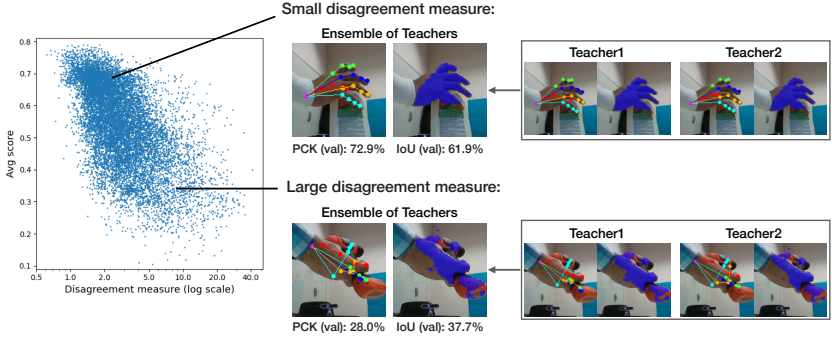 Small disagreement measure:
Ensemble of Teachers
Teacher1
Teacher2
PCK (val): 72.9%
IoU (val): 61.9%
Large disagreement measure:
Ensemble of Teachers
Teacher1
Teacher2
PCK (val): 28.0%
IoU (val): 37.7%
Avg score
0.8
0.7
0.6
0.5
0.4
0.3
0.2
0.1
0.5
1.0
2.0
5.0
10.0
20.0
40.0
Disagreement measure (log scale)